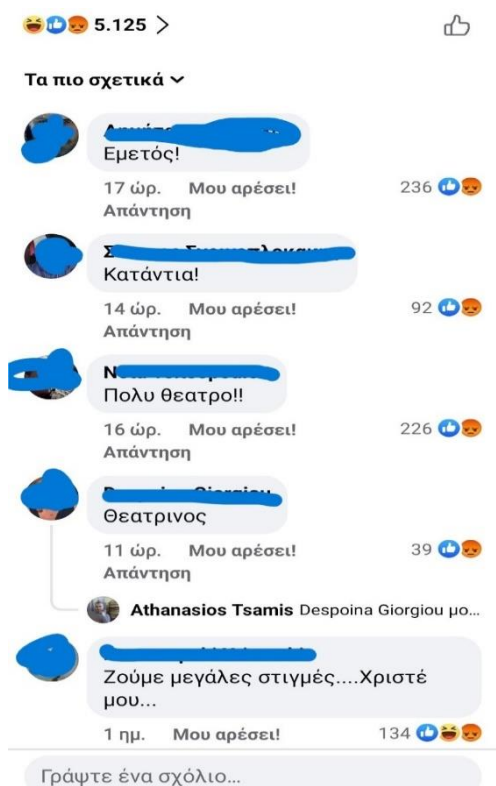 5.125
Τα πιο σχετικά
Εμετός!
17 ώρ. Μου αρέσει! 236
Απάντηση
Κατάντια!
14 ώρ. Μου αρέσει! 92
Απάντηση
Πολυ θεατρο!!
16 ώρ. Μου αρέσει! 226
Απάντηση
Θεατρινος
11 ώρ. Μου αρέσει! 39
Απάντηση
Athanasios Tsamis Despoina Giorgiou μο...
Ζούμε μεγάλες στιγμές....Χριστέ
μου...
1 ημ. Μου αρέσει! 134
Γράψτε ένα σχόλιο...